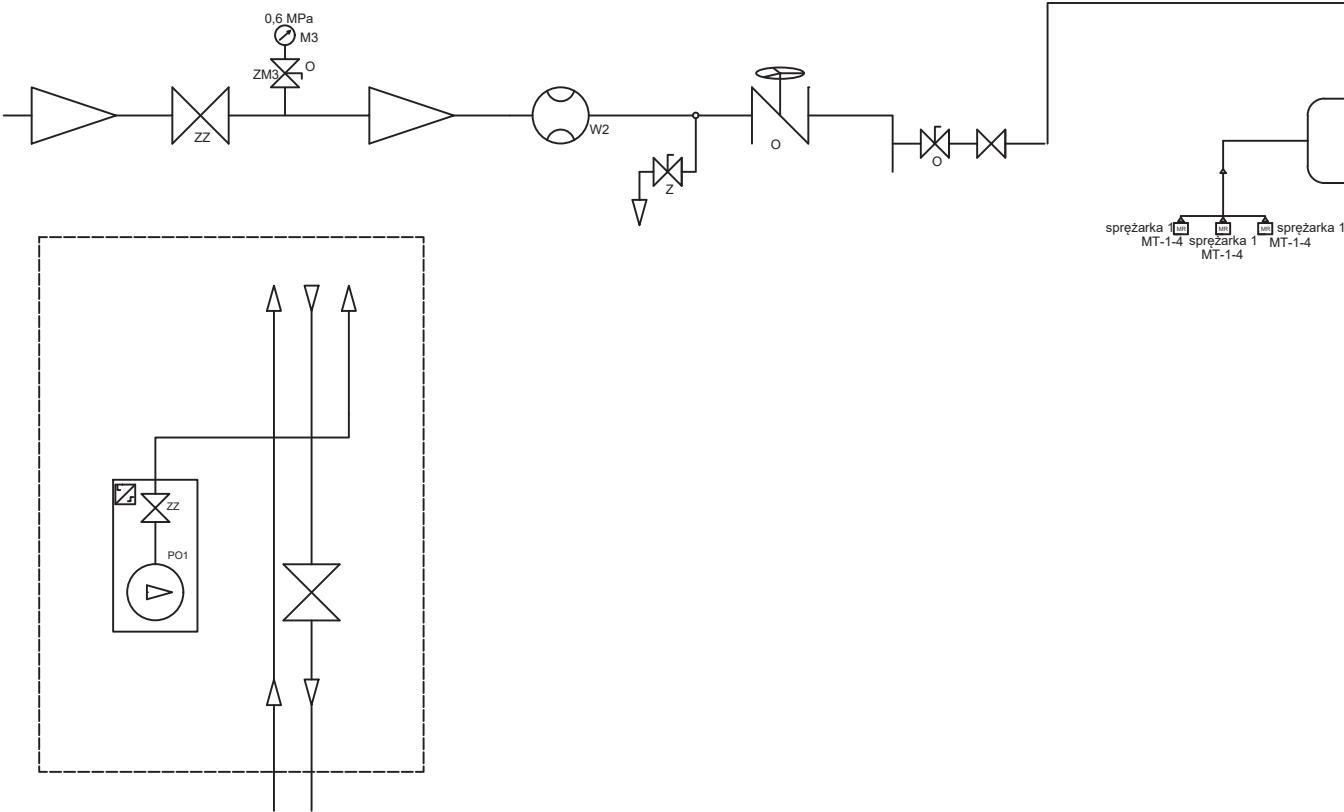 0,6 MPa
M3
O
ZM3
ZZ
W2
O
Z
O
sprężarka 1
MT-1-4
MR
sprężarka 1
MT-1-4
MR
MR
sprężarka 1
MT-1-4
ZZ
PO1